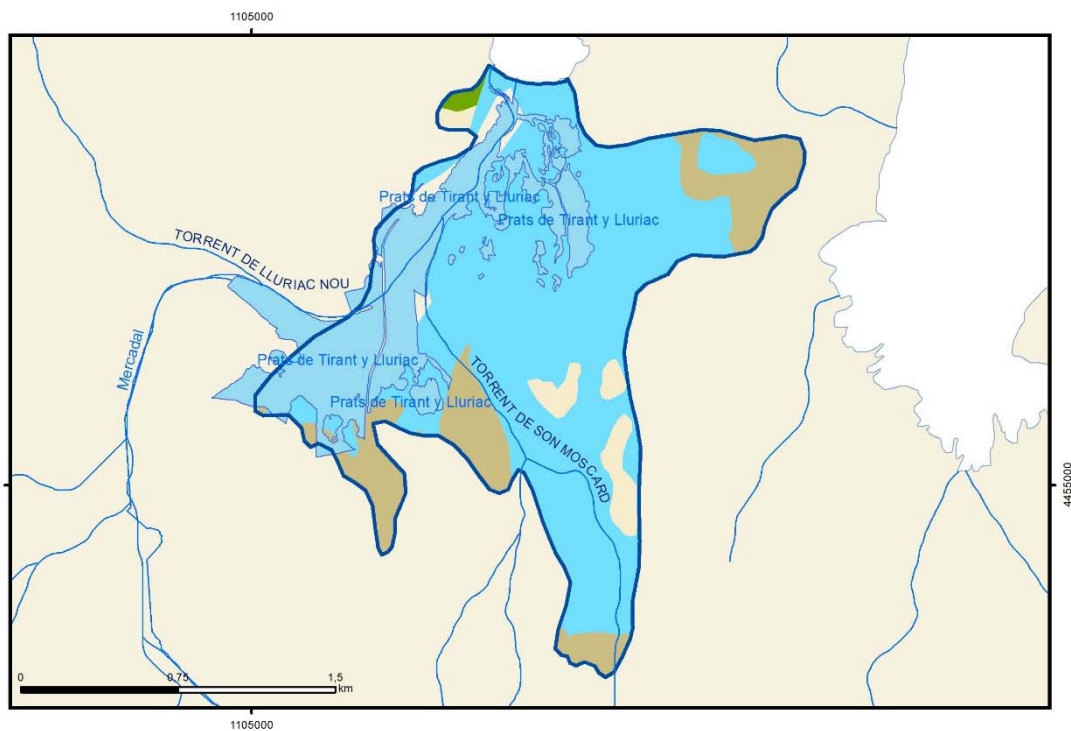 1105000
Prats de Tirant y Lluriac
Prats de Tirant y Lluriac
TORRENT DE LLURIAC NOU
Mercadal
Prats de Tirant y Lluriac
Prats de Tirant y Lluriac
TORRENT DE SON MOSCARD
4455000
0 0,75 1,5
km
1105000